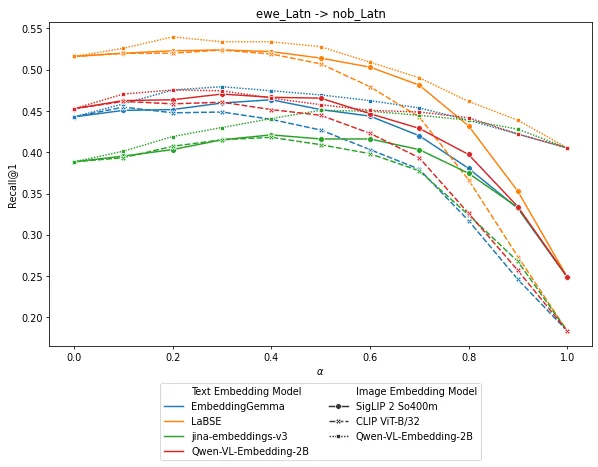 ewe_Latn -> nob_Latn
Recall@1
0.55
0.50
0.45
0.40
0.35
0.30
0.25
0.20
0.0 0.2 0.4 0.6 0.8 1.0
α
Text Embedding Model
EmbeddingGemma
LaBSE
jina-embeddings-v3
Qwen-VL-Embedding-2B
Image Embedding Model
SigLIP 2 So400m
CLIP ViT-B/32
Qwen-VL-Embedding-2B